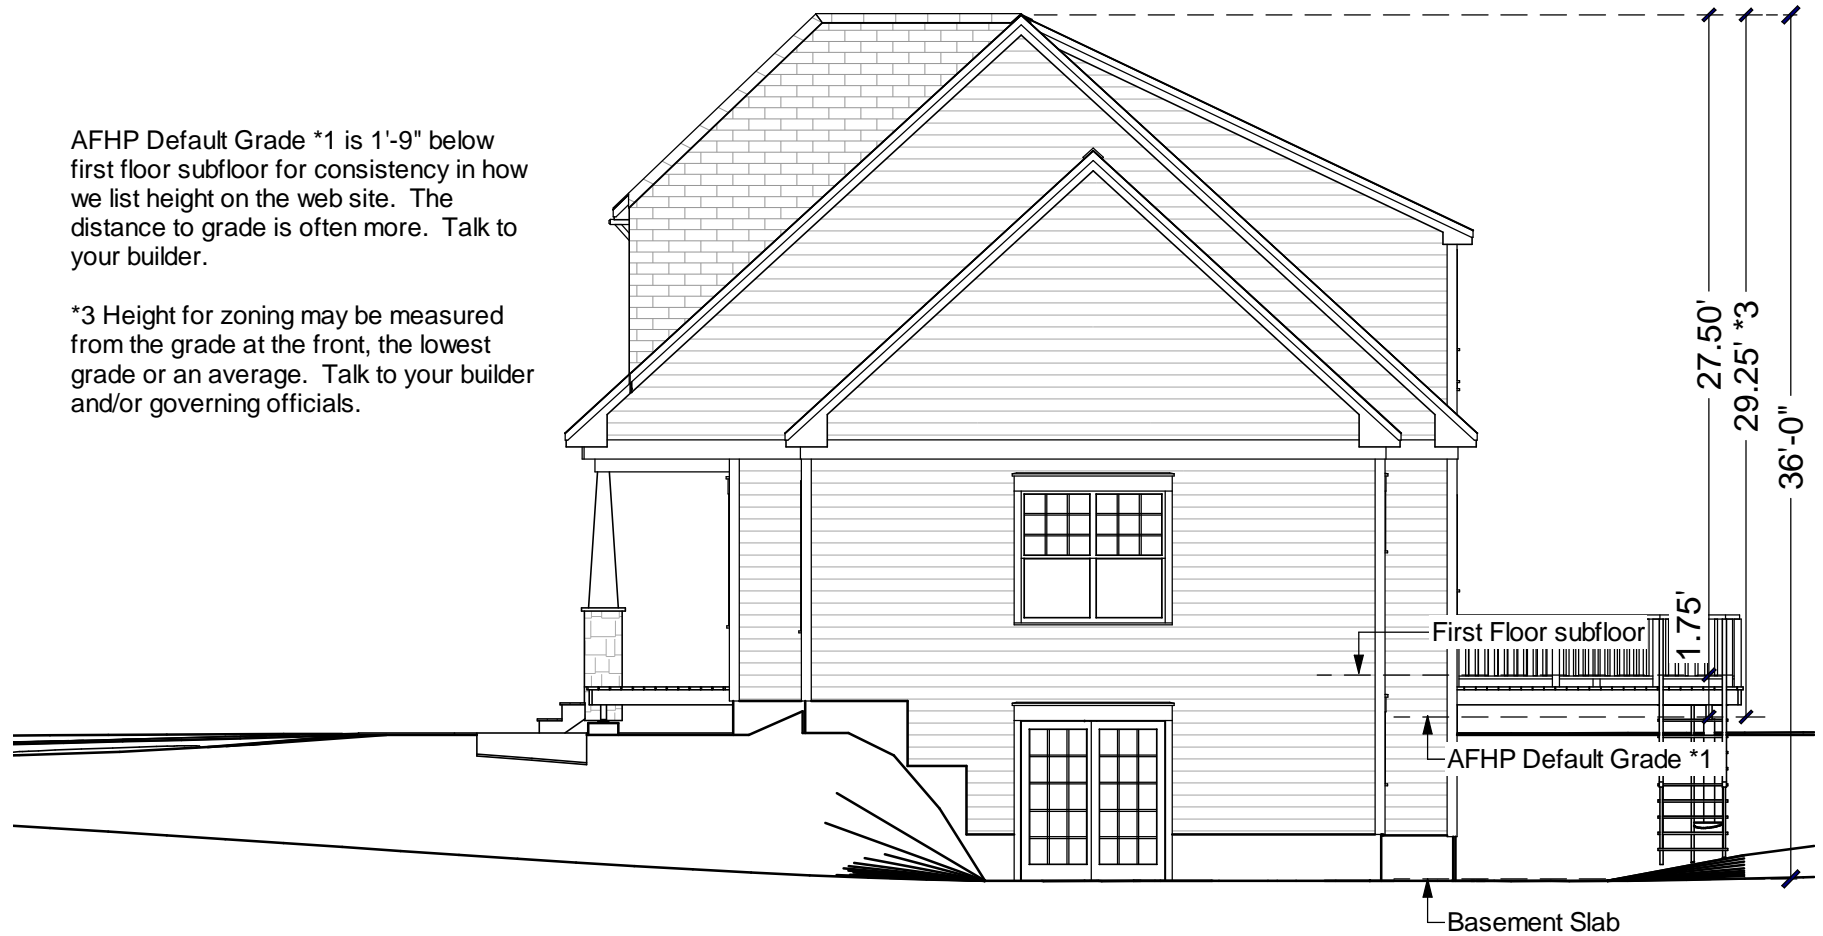 AFHP Default Grade *1 is 1'-9" below
first floor subfloor for consistency in how
we list height on the web site.  The
distance to grade is often more.  Talk to
your builder.
*3 Height for zoning may be measured
from the grade at the front, the lowest
grade or an average.  Talk to your builder
and/or governing officials.
27.50'
29.25' *3
36'-0"
1.75'
First Floor subfloor
AFHP Default Grade *1
Basement Slab